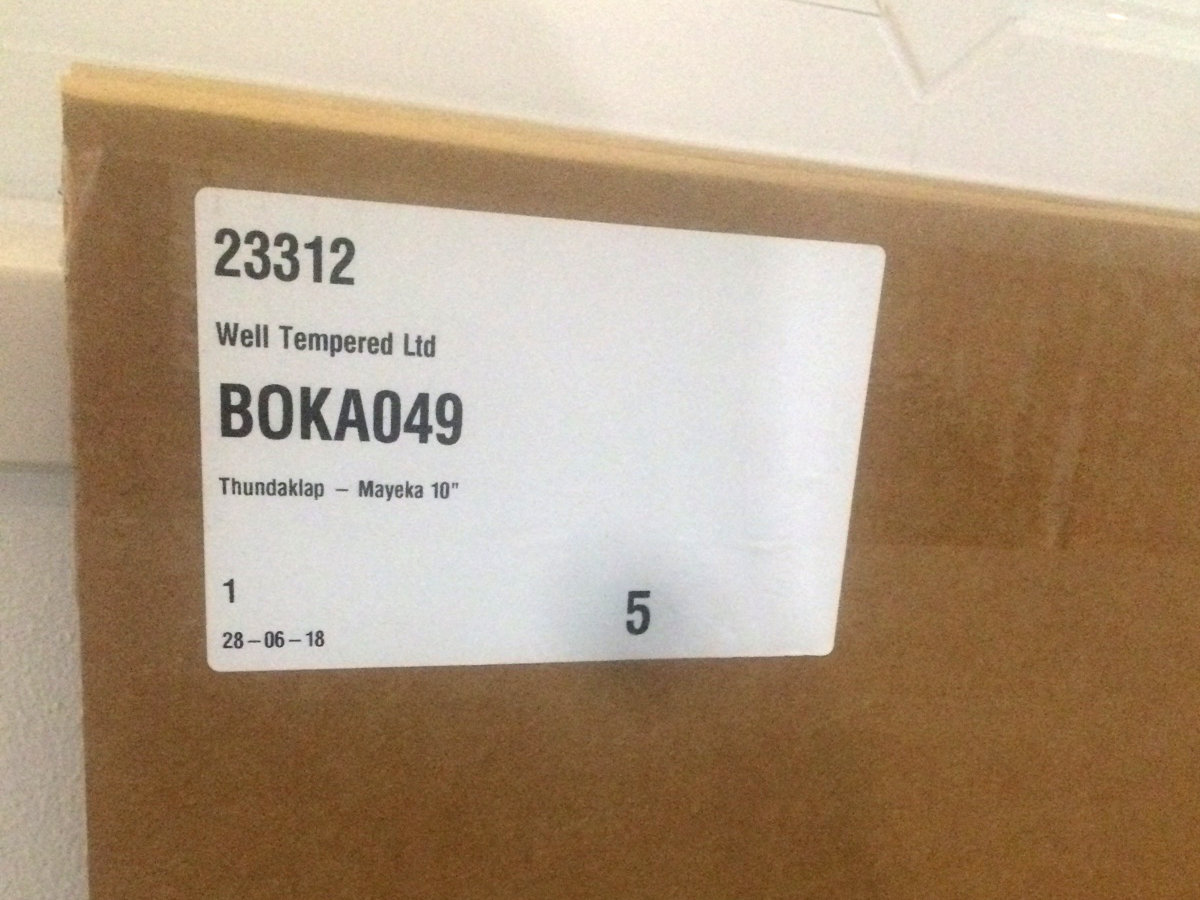 23312
Well Tempered Ltd
BOKA049
Thundaklap – Mayeka 10"
1
5
28–06–18